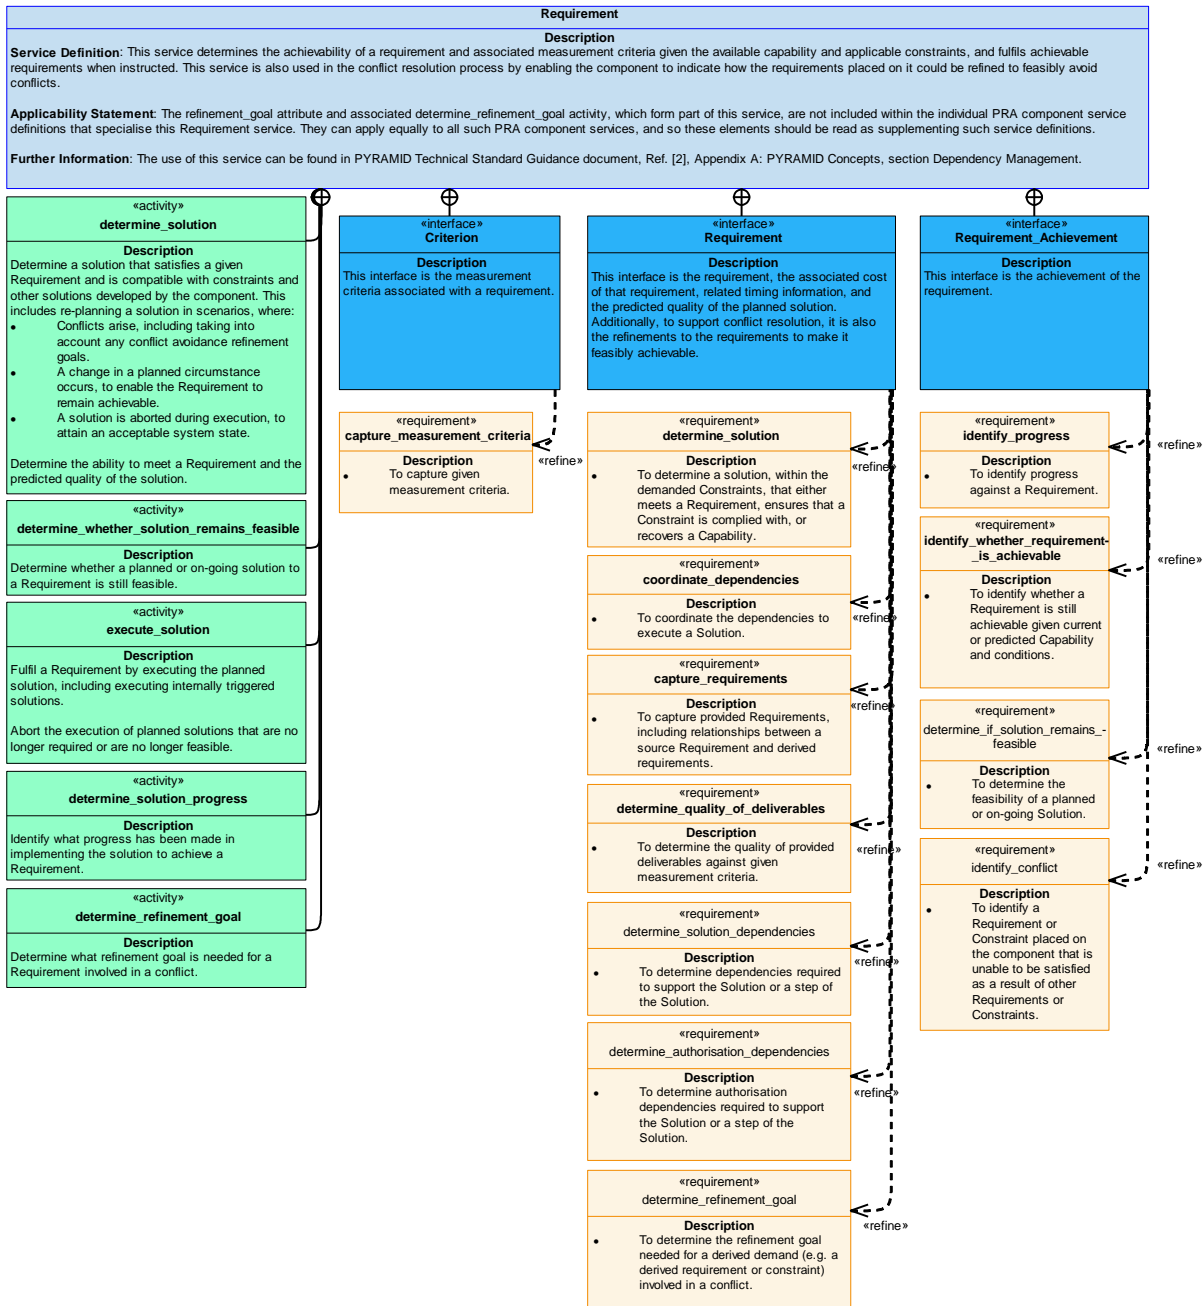 Requirement
Description
Service Definition: This service determines the achievability of a requirement and associated measurement criteria given the available capability and applicable constraints, and fulfils achievable
requirements when instructed. This service is also used in the conflict resolution process by enabling the component to indicate how the requirements placed on it could be refined to feasibly avoid
conflicts.
Applicability Statement: The refinement_goal attribute and associated determine_refinement_goal activity, which form part of this service, are not included within the individual PRA component service
definitions that specialise this Requirement service. They can apply equally to all such PRA component services, and so these elements should be read as supplementing such service definitions.
Further Information: The use of this service can be found in PYRAMID Technical Standard Guidance document, Ref. [2], Appendix A: PYRAMID Concepts, section Dependency Management.
«activity»
determine_solution
Description
Determine a solution that satisfies a given
Requirement and is compatible with constraints and
other solutions developed by the component. This
includes re-planning a solution in scenarios, where:
• Conflicts arise, including taking into
account any conflict avoidance refinement
goals.
• A change in a planned circumstance
occurs, to enable the Requirement to
remain achievable.
• A solution is aborted during execution, to
attain an acceptable system state.
Determine the ability to meet a Requirement and the
predicted quality of the solution.
«activity»
determine_whether_solution_remains_feasible
Description
Determine whether a planned or on-going solution to
a Requirement is still feasible.
«activity»
execute_solution
Description
Fulfil a Requirement by executing the planned
solution, including executing internally triggered
solutions.
Abort the execution of planned solutions that are no
longer required or are no longer feasible.
«activity»
determine_solution_progress
Description
Identify what progress has been made in
implementing the solution to achieve a
Requirement.
«activity»
determine_refinement_goal
Description
Determine what refinement goal is needed for a
Requirement involved in a conflict.
«interface»
Criterion
Description
This interface is the measurement
criteria associated with a requirement.
«requirement»
capture_measurement_criteria
Description
• To capture given
measurement criteria.
«refine»
«interface»
Requirement
Description
This interface is the requirement, the associated cost
of that requirement, related timing information, and
the predicted quality of the planned solution.
Additionally, to support conflict resolution, it is also
the refinements to the requirements to make it
feasibly achievable.
«requirement»
determine_solution
Description
• To determine a solution, within the
demanded Constraints, that either
meets a Requirement, ensures that a
Constraint is complied with, or
recovers a Capability.
«refine»
«requirement»
coordinate_dependencies
Description
• To coordinate the dependencies to
execute a Solution.
«refine»
«requirement»
capture_requirements
Description
• To capture provided Requirements,
including relationships between a
source Requirement and derived
requirements.
«refine»
«requirement»
determine_quality_of_deliverables
Description
• To determine the quality of provided
deliverables against given
measurement criteria.
«refine»
«requirement»
determine_solution_dependencies
Description
• To determine dependencies required
to support the Solution or a step of
the Solution.
«refine»
«requirement»
determine_authorisation_dependencies
Description
• To determine authorisation
dependencies required to support
the Solution or a step of the
Solution.
«refine»
«requirement»
determine_refinement_goal
Description
• To determine the refinement goal
needed for a derived demand (e.g. a
derived requirement or constraint)
involved in a conflict.
«refine»
«interface»
Requirement_Achievement
Description
This interface is the achievement of the
requirement.
«requirement»
identify_progress
Description
• To identify progress
against a Requirement.
«refine»
«requirement»
identify_whether_requirement-
_is_achievable
Description
• To identify whether a
Requirement is still
achievable given current
or predicted Capability
and conditions.
«refine»
«requirement»
determine_if_solution_remains_-
feasible
Description
• To determine the
feasibility of a planned
or on-going Solution.
«refine»
«requirement»
identify_conflict
Description
• To identify a
Requirement or
Constraint placed on
the component that is
unable to be satisfied
as a result of other
Requirements or
Constraints.
«refine»